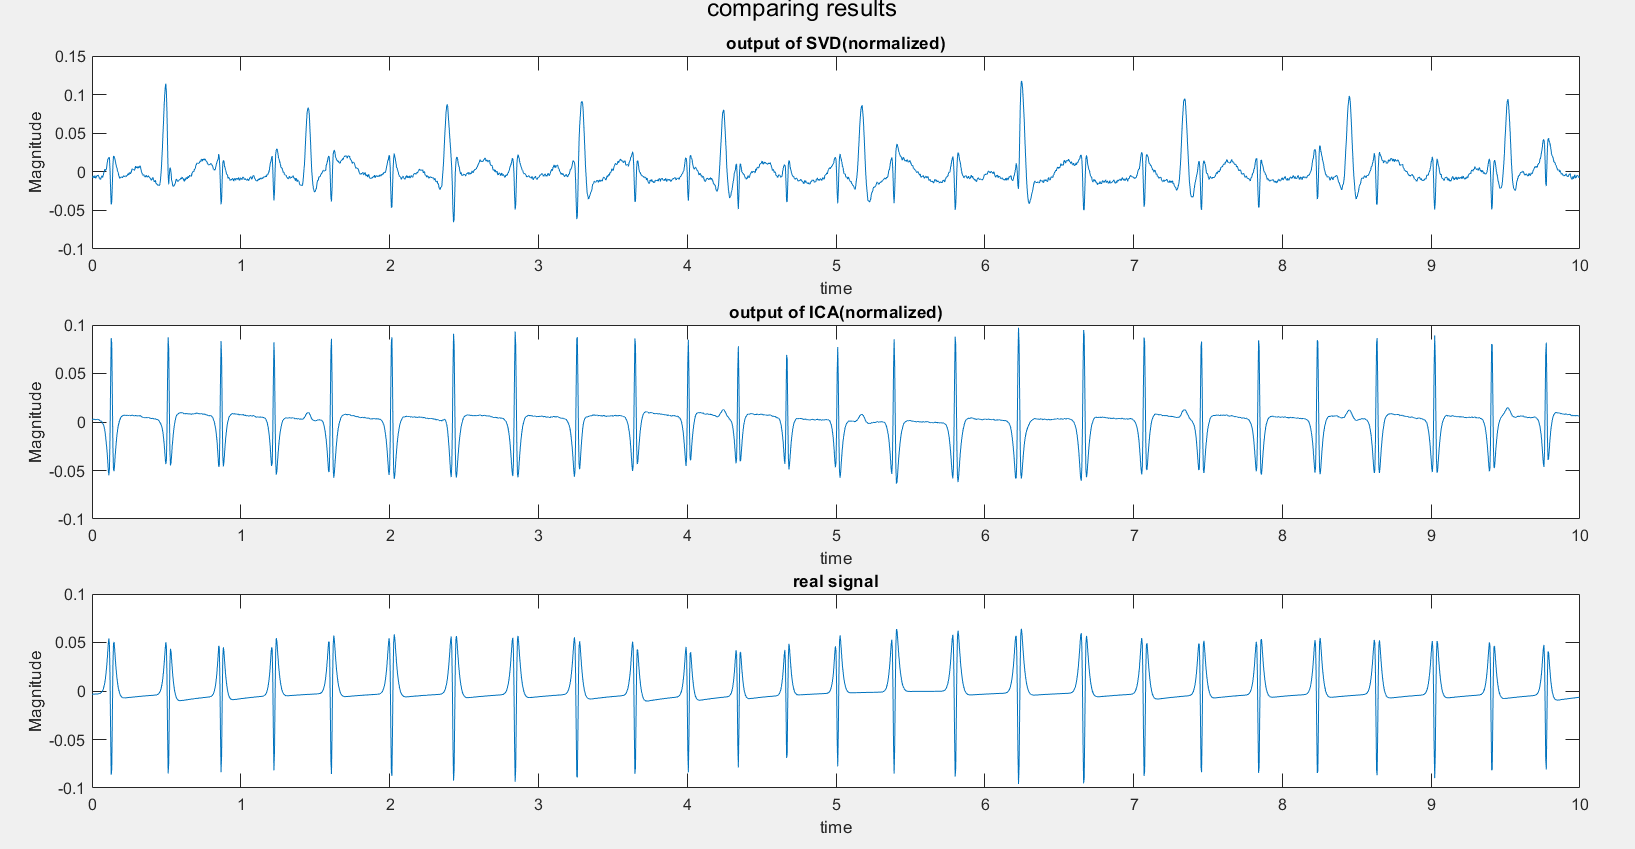 comparing results
output of SVD(normalized)
0.15
0.1
0.05
0
-0.05
-0.1
Magnitude
0 1 2 3 4 5 6 7 8 9 10
time
output of ICA(normalized)
0.1
0.05
0
-0.05
-0.1
Magnitude
0 1 2 3 4 5 6 7 8 9 10
time
real signal
0.1
0.05
0
-0.05
-0.1
Magnitude
0 1 2 3 4 5 6 7 8 9 10
time